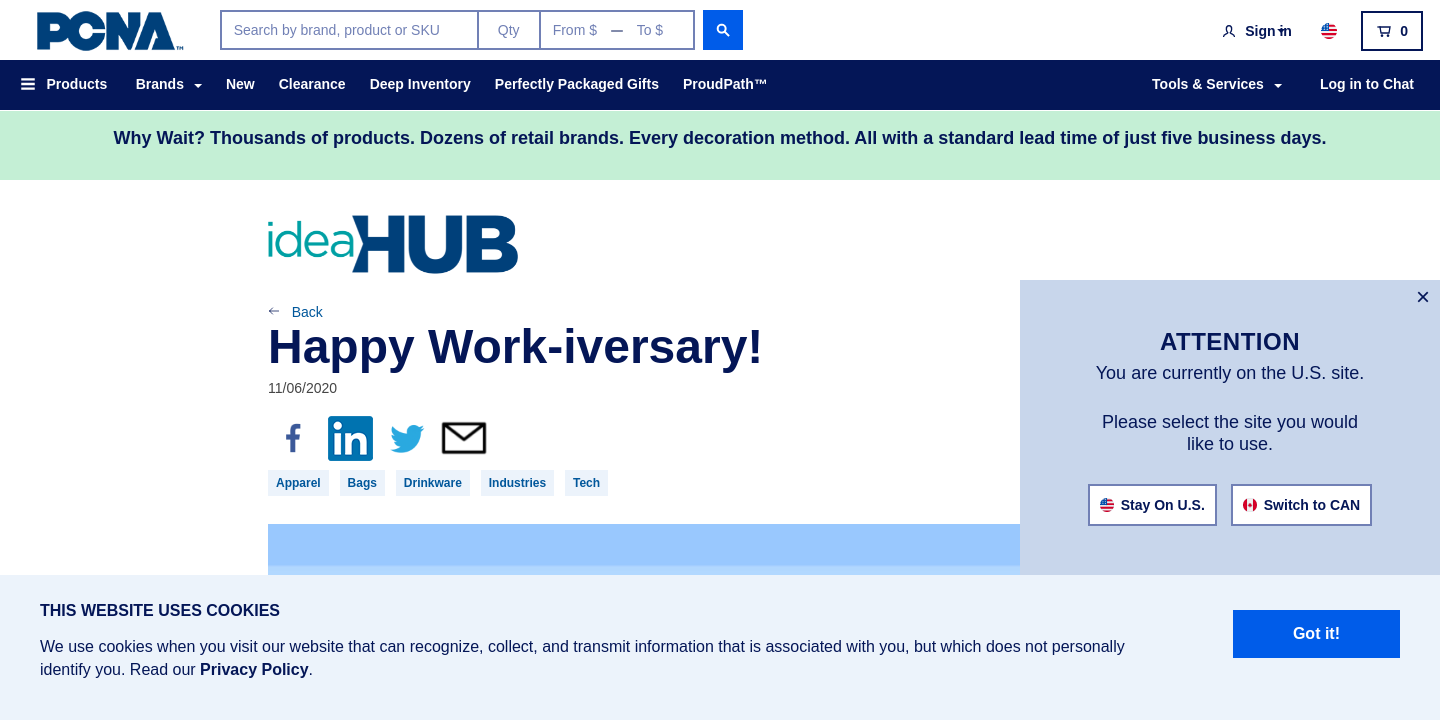 PCNA™
Search by brand, product or SKU Qty From $ — To $
Sign in 0
Products Brands New Clearance Deep Inventory Perfectly Packaged Gifts ProudPath™ Tools & Services Log in to Chat
Why Wait? Thousands of products. Dozens of retail brands. Every decoration method. All with a standard lead time of just five business days.
ideaHUB
← Back
Happy Work-iversary!
11/06/2020
f in
Apparel Bags Drinkware Industries Tech
×
ATTENTION
You are currently on the U.S. site.
Please select the site you would
like to use.
Stay On U.S. Switch to CAN
THIS WEBSITE USES COOKIES
We use cookies when you visit our website that can recognize, collect, and transmit information that is associated with you, but which does not personally
identify you. Read our Privacy Policy.
Got it!